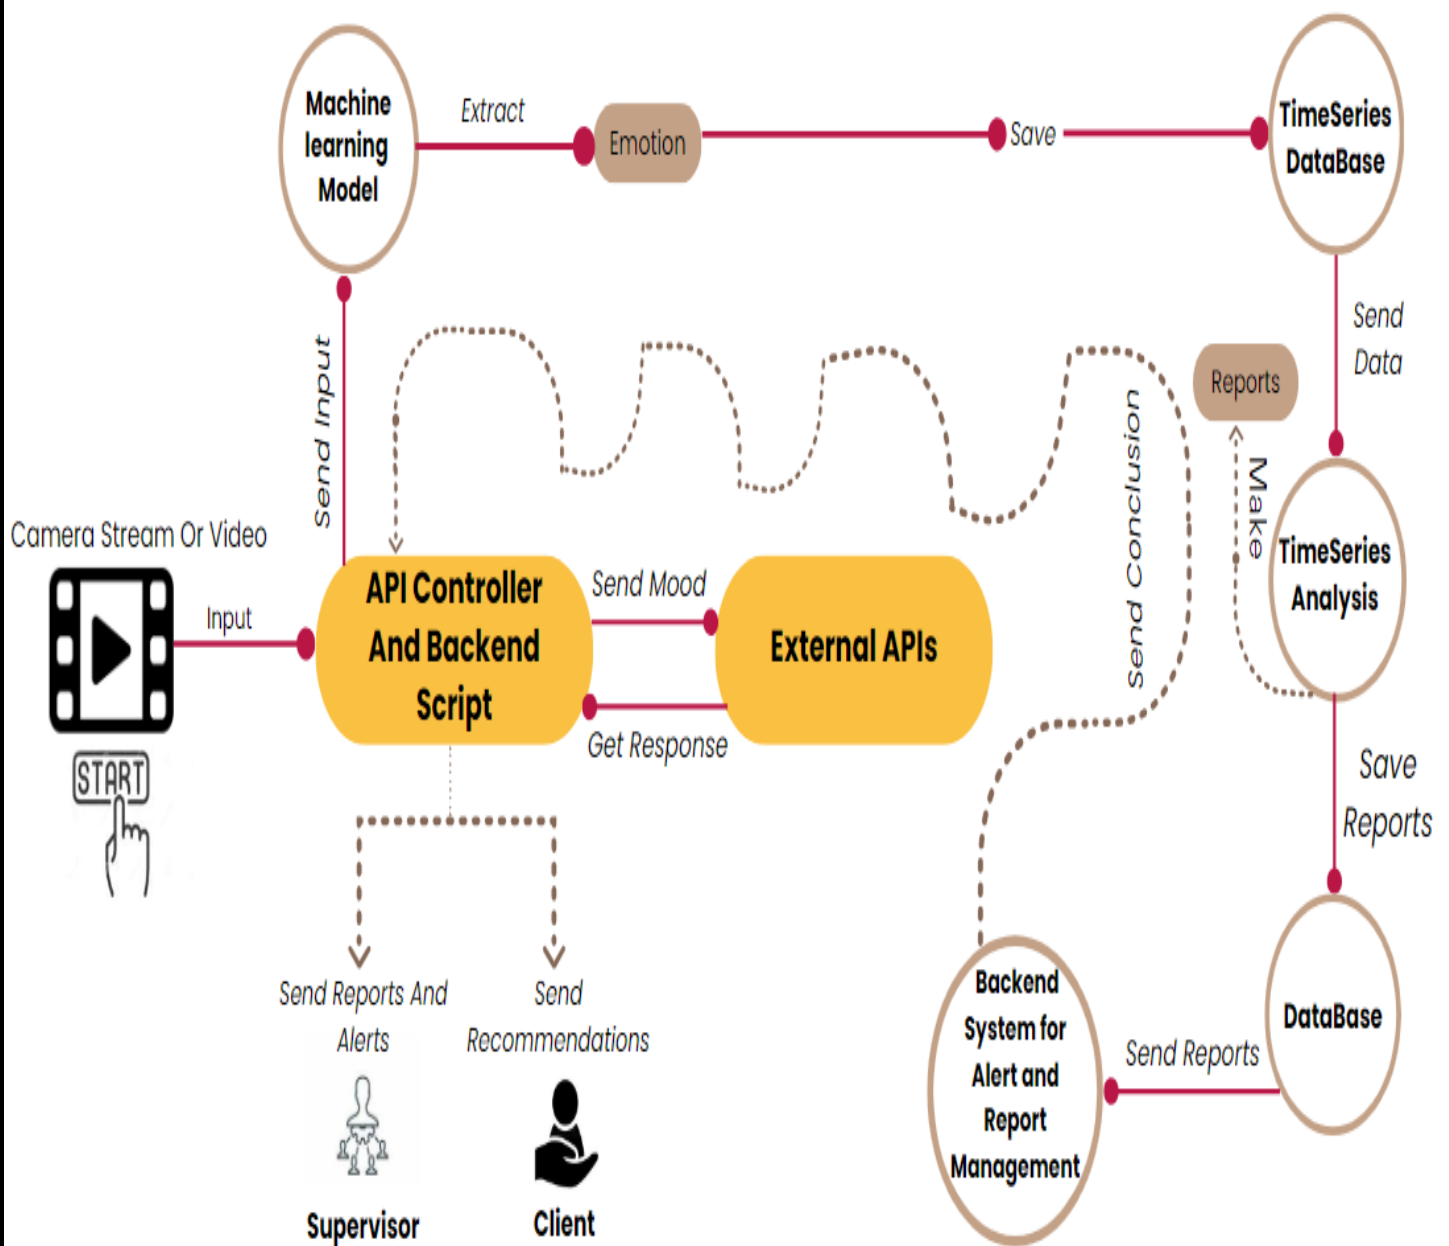 Machine
learning
Model
Extract
Emotion
Save
TimeSeries
DataBase
Send
Data
Reports
Make
TimeSeries
Analysis
Send Input
Send Conclusion
Camera Stream Or Video
Input
START
API Controller
And Backend
Script
Send Mood
Get Response
External APIs
Save
Reports
DataBase
Send Reports
Backend
System for
Alert and
Report
Management
Send Reports And
Alerts
Supervisor
Send
Recommendations
Client